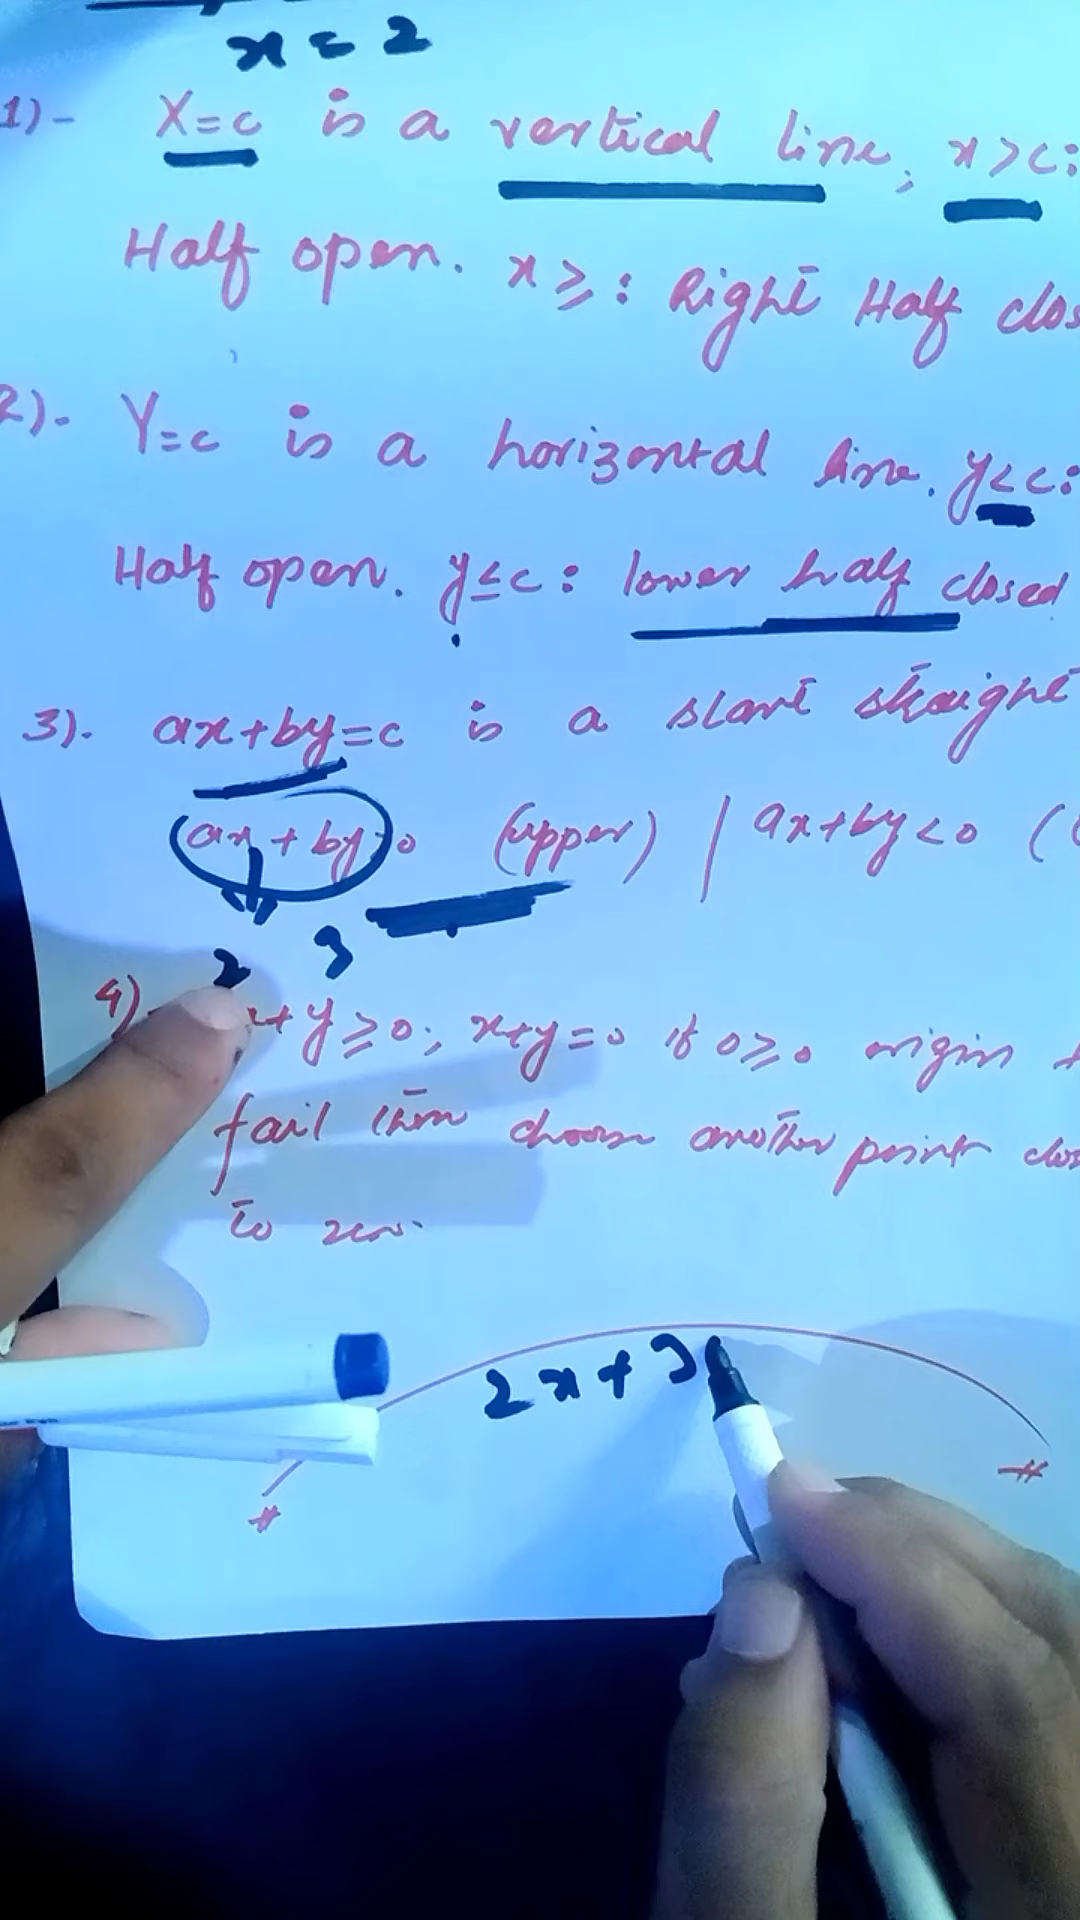 x = 2
1)- X=c is a vertical line, x>c:
Half open. x≥: Right Half clos
2)- Y=c is a horizontal line. y<c:
Half open. y≤c: lower half closed
3). ax+by=c is a slant straight
ax+by>0 (upper) | ax+by<0 (
2 3
4) x+y≥0; x+y=0 if 0≥0 origin
fail then choose another point clos
to zero.
2x+3